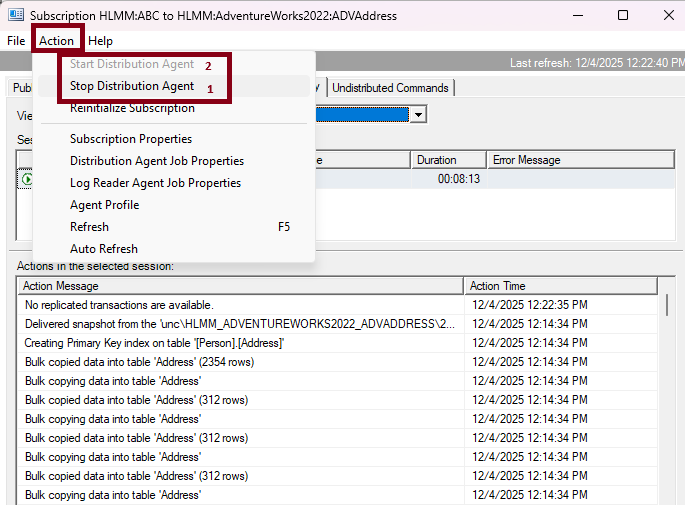 Subscription HLMM:ABC to HLMM:AdventureWorks2022:ADVAddress
File Action Help
Last refresh: 12/4/2025 12:22:40 PM
Start Distribution Agent 2
Stop Distribution Agent 1
Reinitialize Subscription
Subscription Properties
Distribution Agent Job Properties
Log Reader Agent Job Properties
Agent Profile
Refresh F5
Auto Refresh
Undistributed Commands
Duration Error Message
00:08:13
Actions in the selected session:
Action Message Action Time
No replicated transactions are available. 12/4/2025 12:22:35 PM
Delivered snapshot from the 'unc\HLMM_ADVENTUREWORKS2022_ADVADDRESS\2... 12/4/2025 12:14:34 PM
Creating Primary Key index on table '[Person].[Address]' 12/4/2025 12:14:34 PM
Bulk copied data into table 'Address' (2354 rows) 12/4/2025 12:14:34 PM
Bulk copying data into table 'Address' 12/4/2025 12:14:34 PM
Bulk copied data into table 'Address' (312 rows) 12/4/2025 12:14:34 PM
Bulk copying data into table 'Address' 12/4/2025 12:14:34 PM
Bulk copied data into table 'Address' (312 rows) 12/4/2025 12:14:34 PM
Bulk copying data into table 'Address' 12/4/2025 12:14:34 PM
Bulk copied data into table 'Address' (312 rows) 12/4/2025 12:14:34 PM
Bulk copying data into table 'Address' 12/4/2025 12:14:34 PM